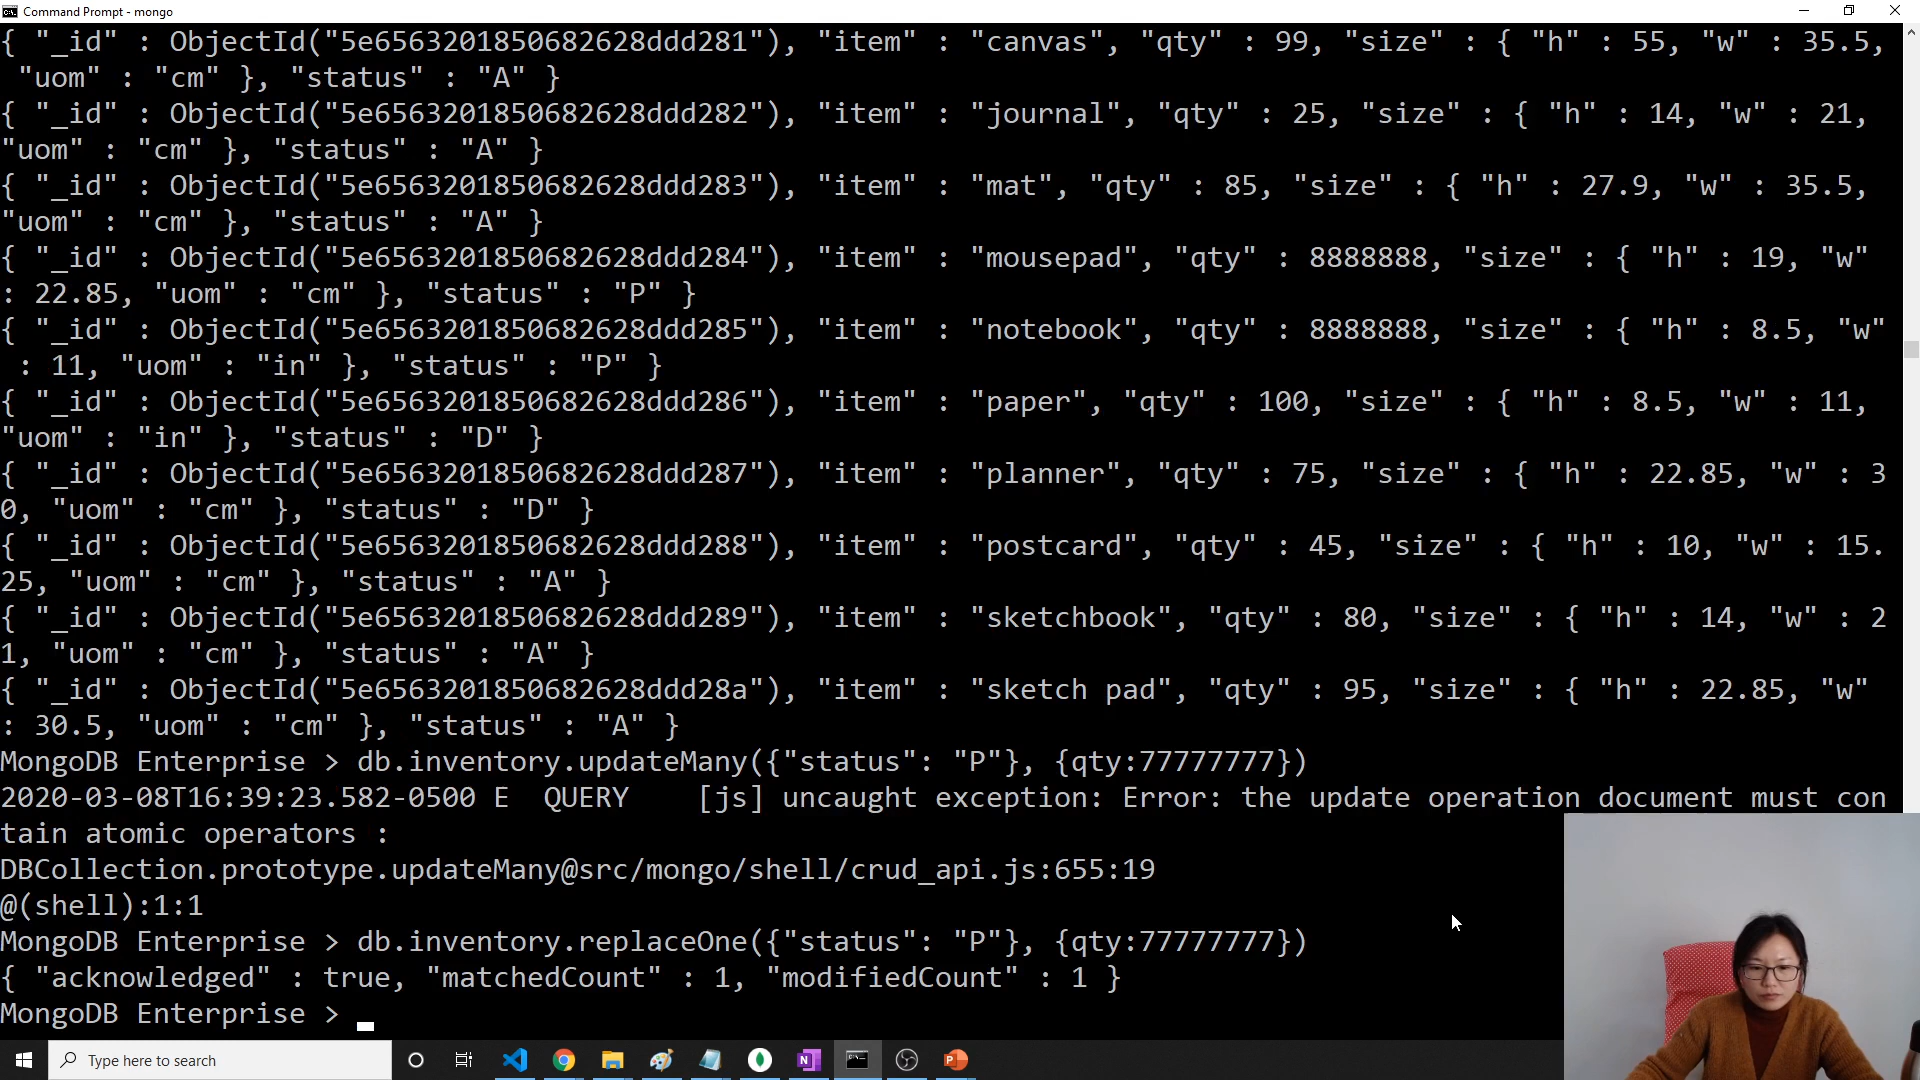 Command Prompt - mongo
{ "_id" : ObjectId("5e6563201850682628ddd281"), "item" : "canvas", "qty" : 99, "size" : { "h" : 55, "w" : 35.5,
 "uom" : "cm" }, "status" : "A" }
{ "_id" : ObjectId("5e6563201850682628ddd282"), "item" : "journal", "qty" : 25, "size" : { "h" : 14, "w" : 21,
"uom" : "cm" }, "status" : "A" }
{ "_id" : ObjectId("5e6563201850682628ddd283"), "item" : "mat", "qty" : 85, "size" : { "h" : 27.9, "w" : 35.5,
"uom" : "cm" }, "status" : "A" }
{ "_id" : ObjectId("5e6563201850682628ddd284"), "item" : "mousepad", "qty" : 8888888, "size" : { "h" : 19, "w"
: 22.85, "uom" : "cm" }, "status" : "P" }
{ "_id" : ObjectId("5e6563201850682628ddd285"), "item" : "notebook", "qty" : 8888888, "size" : { "h" : 8.5, "w"
 : 11, "uom" : "in" }, "status" : "P" }
{ "_id" : ObjectId("5e6563201850682628ddd286"), "item" : "paper", "qty" : 100, "size" : { "h" : 8.5, "w" : 11,
"uom" : "in" }, "status" : "D" }
{ "_id" : ObjectId("5e6563201850682628ddd287"), "item" : "planner", "qty" : 75, "size" : { "h" : 22.85, "w" : 3
0, "uom" : "cm" }, "status" : "D" }
{ "_id" : ObjectId("5e6563201850682628ddd288"), "item" : "postcard", "qty" : 45, "size" : { "h" : 10, "w" : 15.
25, "uom" : "cm" }, "status" : "A" }
{ "_id" : ObjectId("5e6563201850682628ddd289"), "item" : "sketchbook", "qty" : 80, "size" : { "h" : 14, "w" : 2
1, "uom" : "cm" }, "status" : "A" }
{ "_id" : ObjectId("5e6563201850682628ddd28a"), "item" : "sketch pad", "qty" : 95, "size" : { "h" : 22.85, "w"
: 30.5, "uom" : "cm" }, "status" : "A" }
MongoDB Enterprise > db.inventory.updateMany({"status": "P"}, {qty:77777777})
2020-03-08T16:39:23.582-0500 E  QUERY    [js] uncaught exception: Error: the update operation document must con
tain atomic operators :
DBCollection.prototype.updateMany@src/mongo/shell/crud_api.js:655:19
@(shell):1:1
MongoDB Enterprise > db.inventory.replaceOne({"status": "P"}, {qty:77777777})
{ "acknowledged" : true, "matchedCount" : 1, "modifiedCount" : 1 }
MongoDB Enterprise >
Type here to search